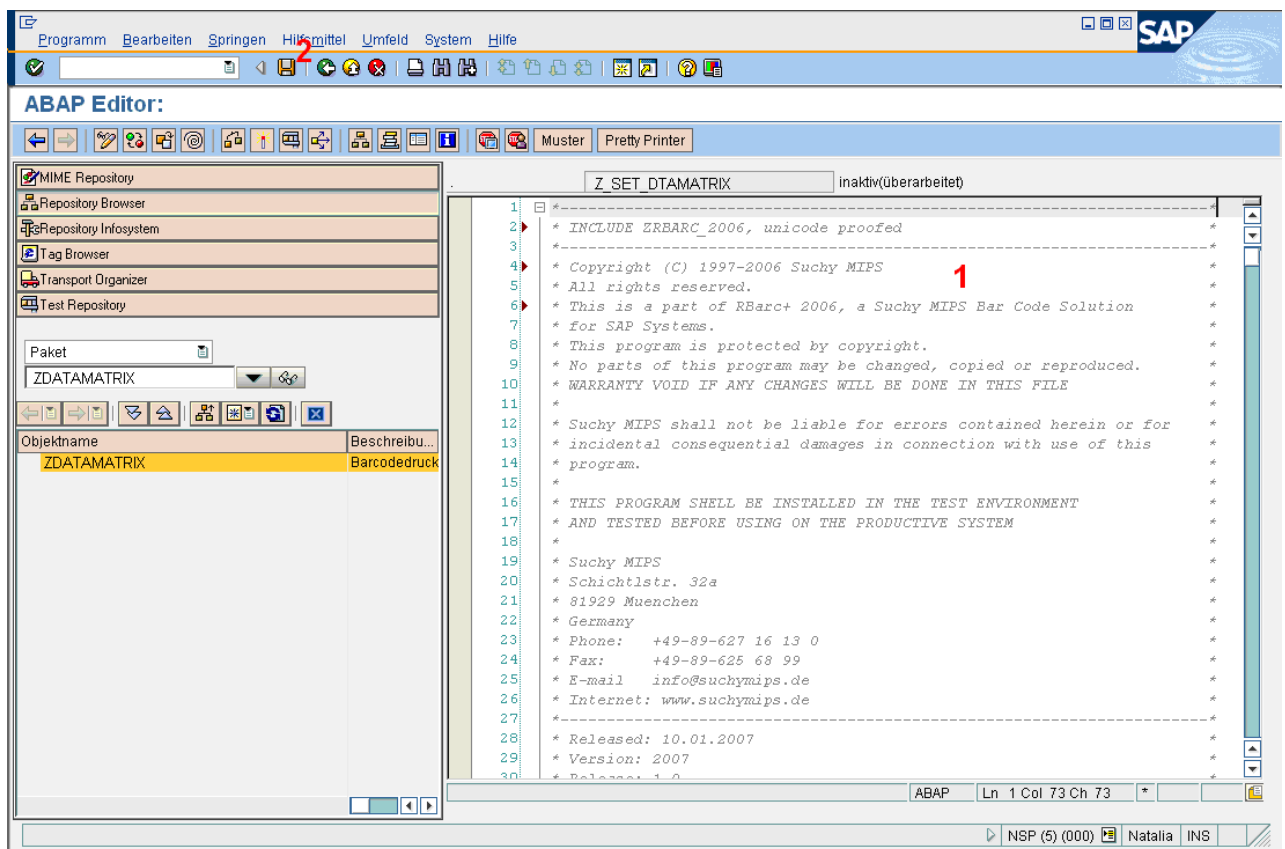 Programm Bearbeiten Springen Hilfsmittel Umfeld System Hilfe
SAP
2
ABAP Editor:
Muster Pretty Printer
MIME Repository
Repository Browser
Repository Infosystem
Tag Browser
Transport Organizer
Test Repository
Paket
ZDATAMATRIX
Objektname Beschreibu...
ZDATAMATRIX Barcodedruck
. Z_SET_DTAMATRIX inaktiv(überarbeitet)
1 *----------------------------------------------------------------------*
2 * INCLUDE ZRBARC_2006, unicode proofed *
3 *----------------------------------------------------------------------*
4 * Copyright (C) 1997-2006 Suchy MIPS *
1
5 * All rights reserved. *
6 * This is a part of RBarc+ 2006, a Suchy MIPS Bar Code Solution *
7 * for SAP Systems. *
8 * This program is protected by copyright. *
9 * No parts of this program may be changed, copied or reproduced. *
10 * WARRANTY VOID IF ANY CHANGES WILL BE DONE IN THIS FILE *
11 * *
12 * Suchy MIPS shall not be liable for errors contained herein or for *
13 * incidental consequential damages in connection with use of this *
14 * program. *
15 * *
16 * THIS PROGRAM SHELL BE INSTALLED IN THE TEST ENVIRONMENT *
17 * AND TESTED BEFORE USING ON THE PRODUCTIVE SYSTEM *
18 * *
19 * Suchy MIPS *
20 * Schichtlstr. 32a *
21 * 81929 Muenchen *
22 * Germany *
23 * Phone: +49-89-627 16 13 0 *
24 * Fax: +49-89-625 68 99 *
25 * E-mail info@suchymips.de *
26 * Internet: www.suchymips.de *
27 *----------------------------------------------------------------------*
28 * Released: 10.01.2007 *
29 * Version: 2007 *
30 * Release: 1.0 *
ABAP Ln 1 Col 73 Ch 73 *
NSP (5) (000) Natalia INS